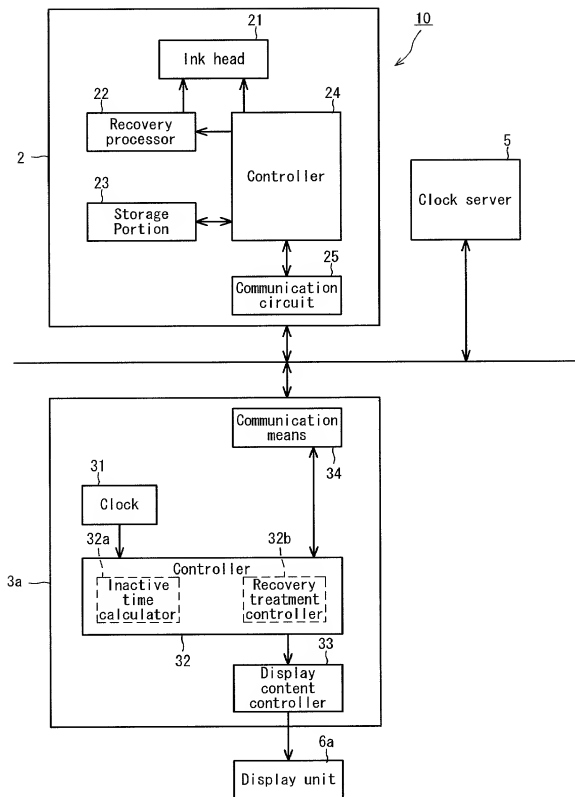 21
10
Ink head
22
24
Recovery
processor
2
Controller
5
Clock server
23
Storage
Portion
25
Communication
circuit
Communication
means
34
31
Clock
32a
32b
Controller
3a
Inactive
time
calculator
Recovery
treatment
controller
32
33
Display
content
controller
6a
Display unit